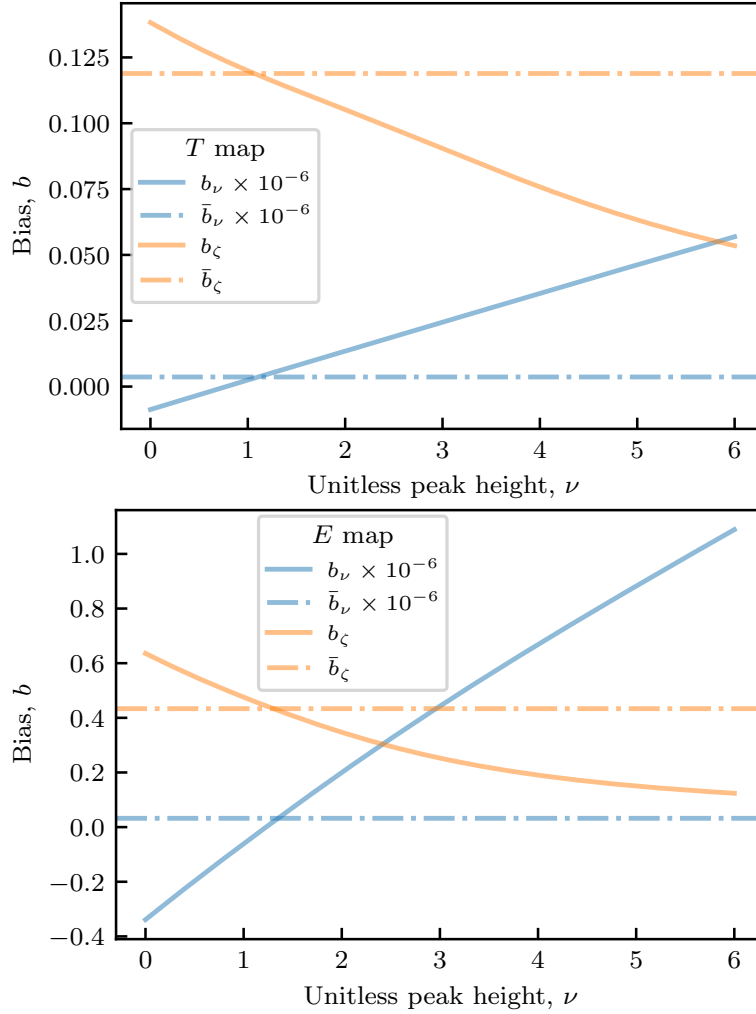 0.125
0.100
0.075
0.050
0.025
0.000
Bias, b
T map
b_ν × 10⁻⁶
b̄_ν × 10⁻⁶
b_ζ
b̄_ζ
0 1 2 3 4 5 6
Unitless peak height, ν
1.0
0.8
0.6
0.4
0.2
0.0
−0.2
−0.4
Bias, b
E map
b_ν × 10⁻⁶
b̄_ν × 10⁻⁶
b_ζ
b̄_ζ
0 1 2 3 4 5 6
Unitless peak height, ν